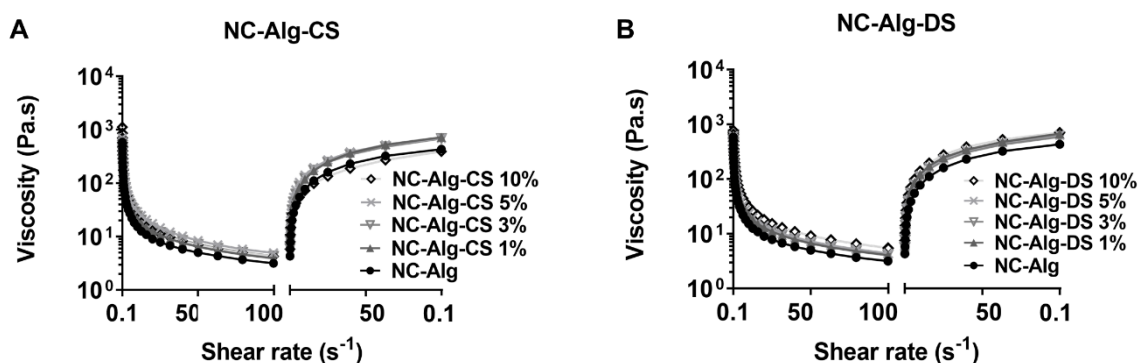 A
NC-Alg-CS
Viscosity (Pa.s)
10⁴
10³
10²
10¹
10⁰
NC-Alg-CS 10%
NC-Alg-CS 5%
NC-Alg-CS 3%
NC-Alg-CS 1%
NC-Alg
0.1 50 100 50 0.1
Shear rate (s⁻¹)
B
NC-Alg-DS
Viscosity (Pa.s)
10⁴
10³
10²
10¹
10⁰
NC-Alg-DS 10%
NC-Alg-DS 5%
NC-Alg-DS 3%
NC-Alg-DS 1%
NC-Alg
0.1 50 100 50 0.1
Shear rate (s⁻¹)